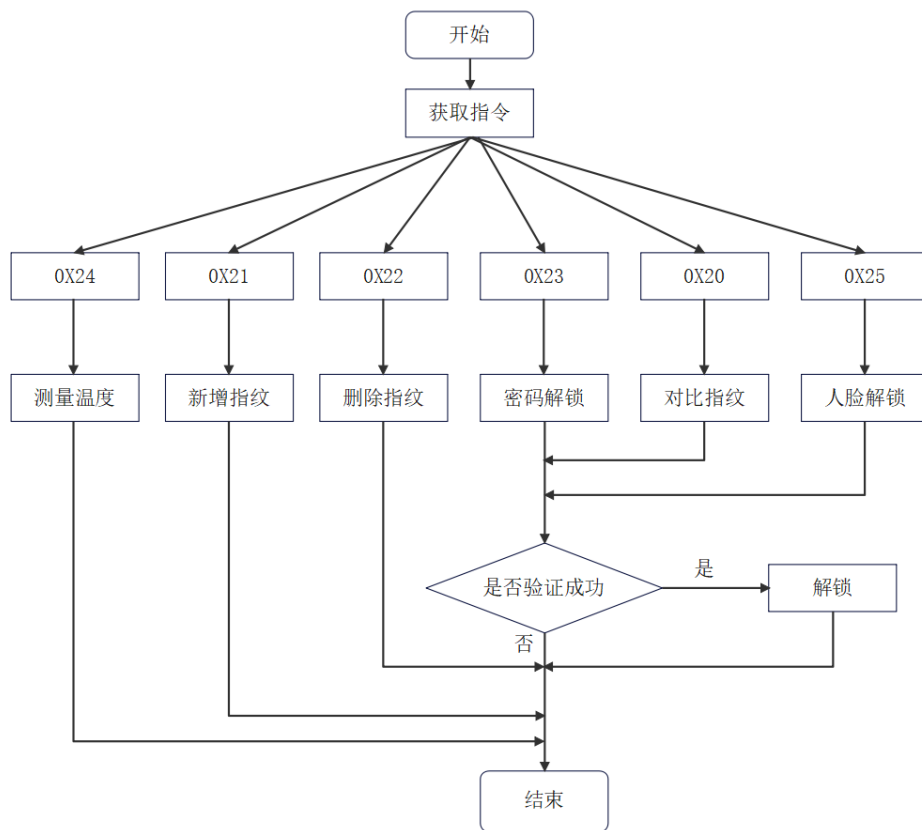 开始
获取指令
0X24
0X21
0X22
0X23
0X20
0X25
测量温度
新增指纹
删除指纹
密码解锁
对比指纹
人脸解锁
是否验证成功
是
解锁
否
结束